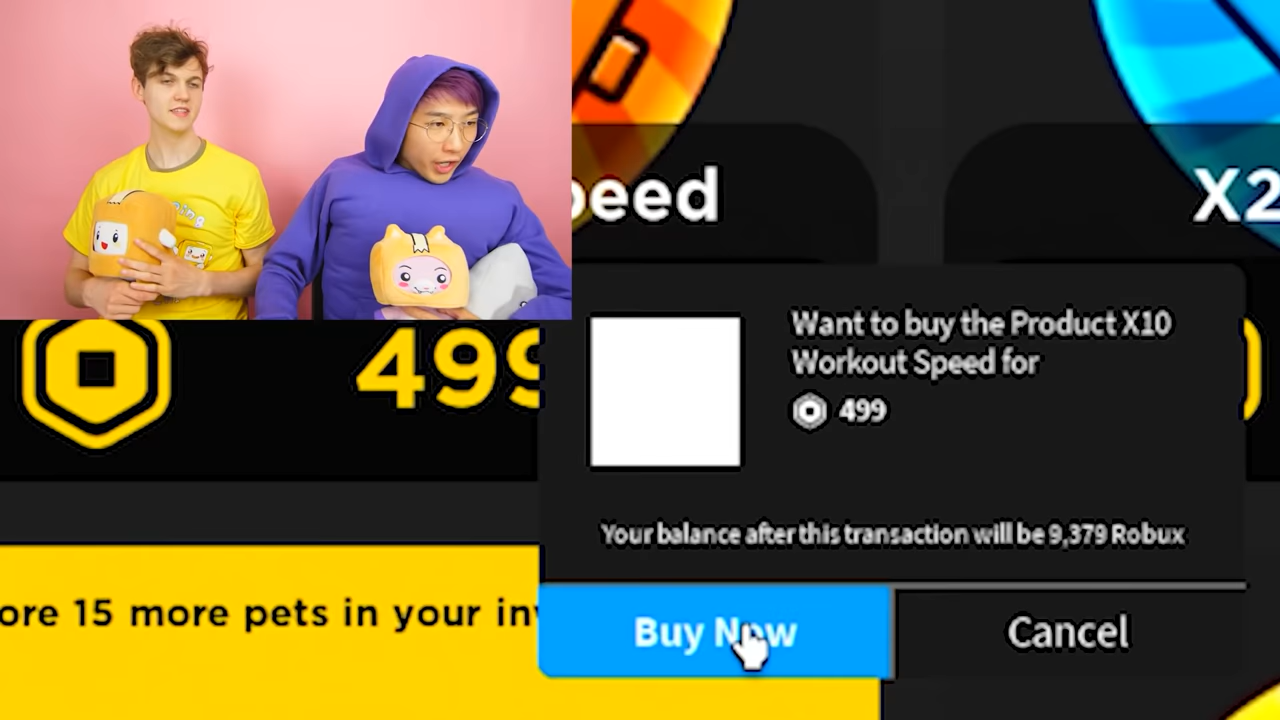 peed
X2
499
Want to buy the Product X10
Workout Speed for
499
Your balance after this transaction will be 9,379 Robux
ore 15 more pets in your inv
Buy Now
Cancel